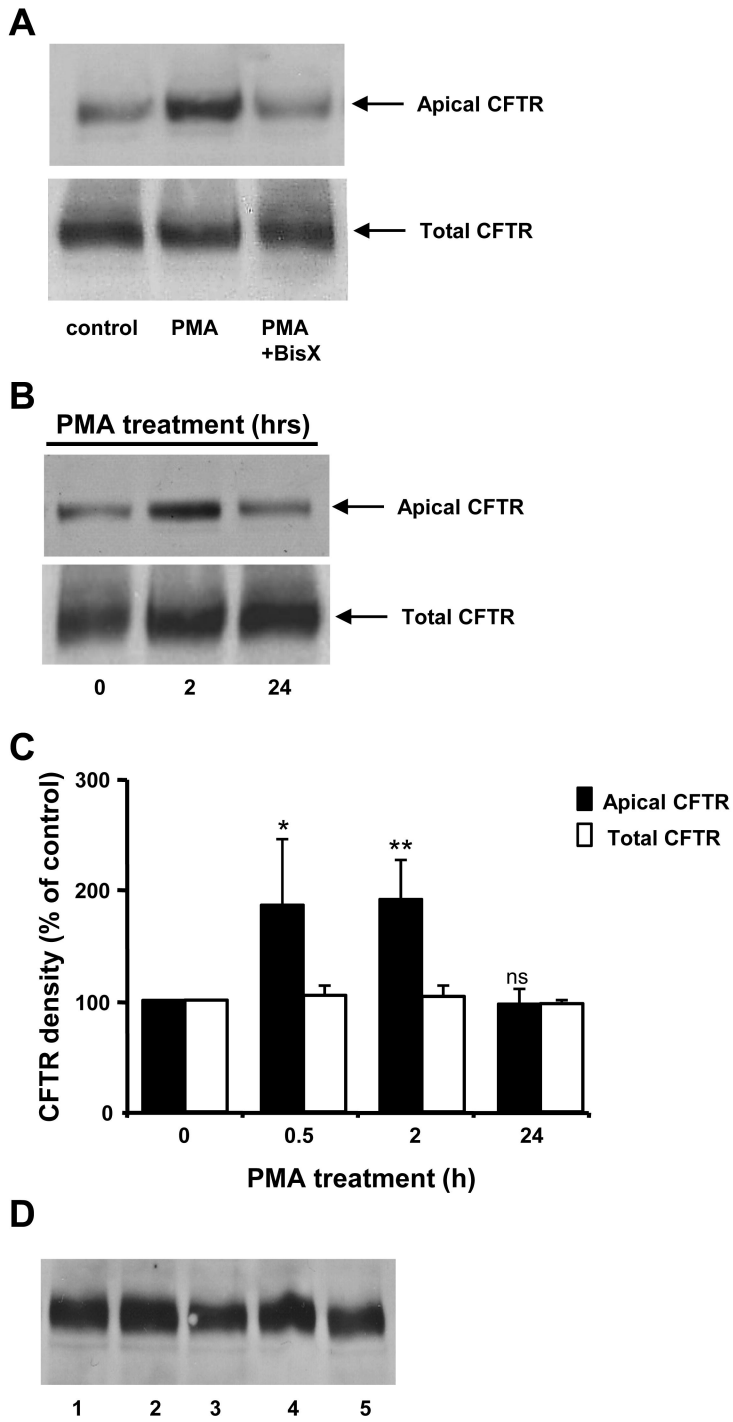 A
Apical CFTR
Total CFTR
control PMA PMA
+BisX
B
PMA treatment (hrs)
Apical CFTR
Total CFTR
0 2 24
C
CFTR density (% of control)
300
200
100
0
*
**
ns
Apical CFTR
Total CFTR
0 0.5 2 24
PMA treatment (h)
D
1 2 3 4 5